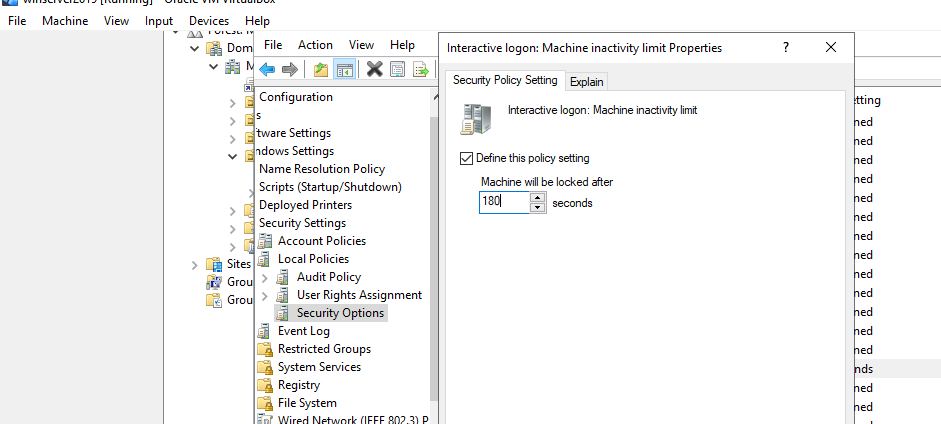 winserver2019 [Running] - Oracle VM VirtualBox
File Machine View Input Devices Help
Forest: M
Dom
M
Sites
Grou
Grou
File Action View Help
Configuration
s
ftware Settings
ndows Settings
Name Resolution Policy
Scripts (Startup/Shutdown)
Deployed Printers
Security Settings
Account Policies
Local Policies
Audit Policy
User Rights Assignment
Security Options
Event Log
Restricted Groups
System Services
Registry
File System
Wired Network (IEEE 802.3) P
Interactive logon: Machine inactivity limit Properties ? ×
Security Policy Setting Explain
Interactive logon: Machine inactivity limit
Define this policy setting
Machine will be locked after
180 seconds
etting
ned
ned
ned
ned
ned
ned
ned
ned
ned
ned
ned
ned
ned
nds
ned
ned